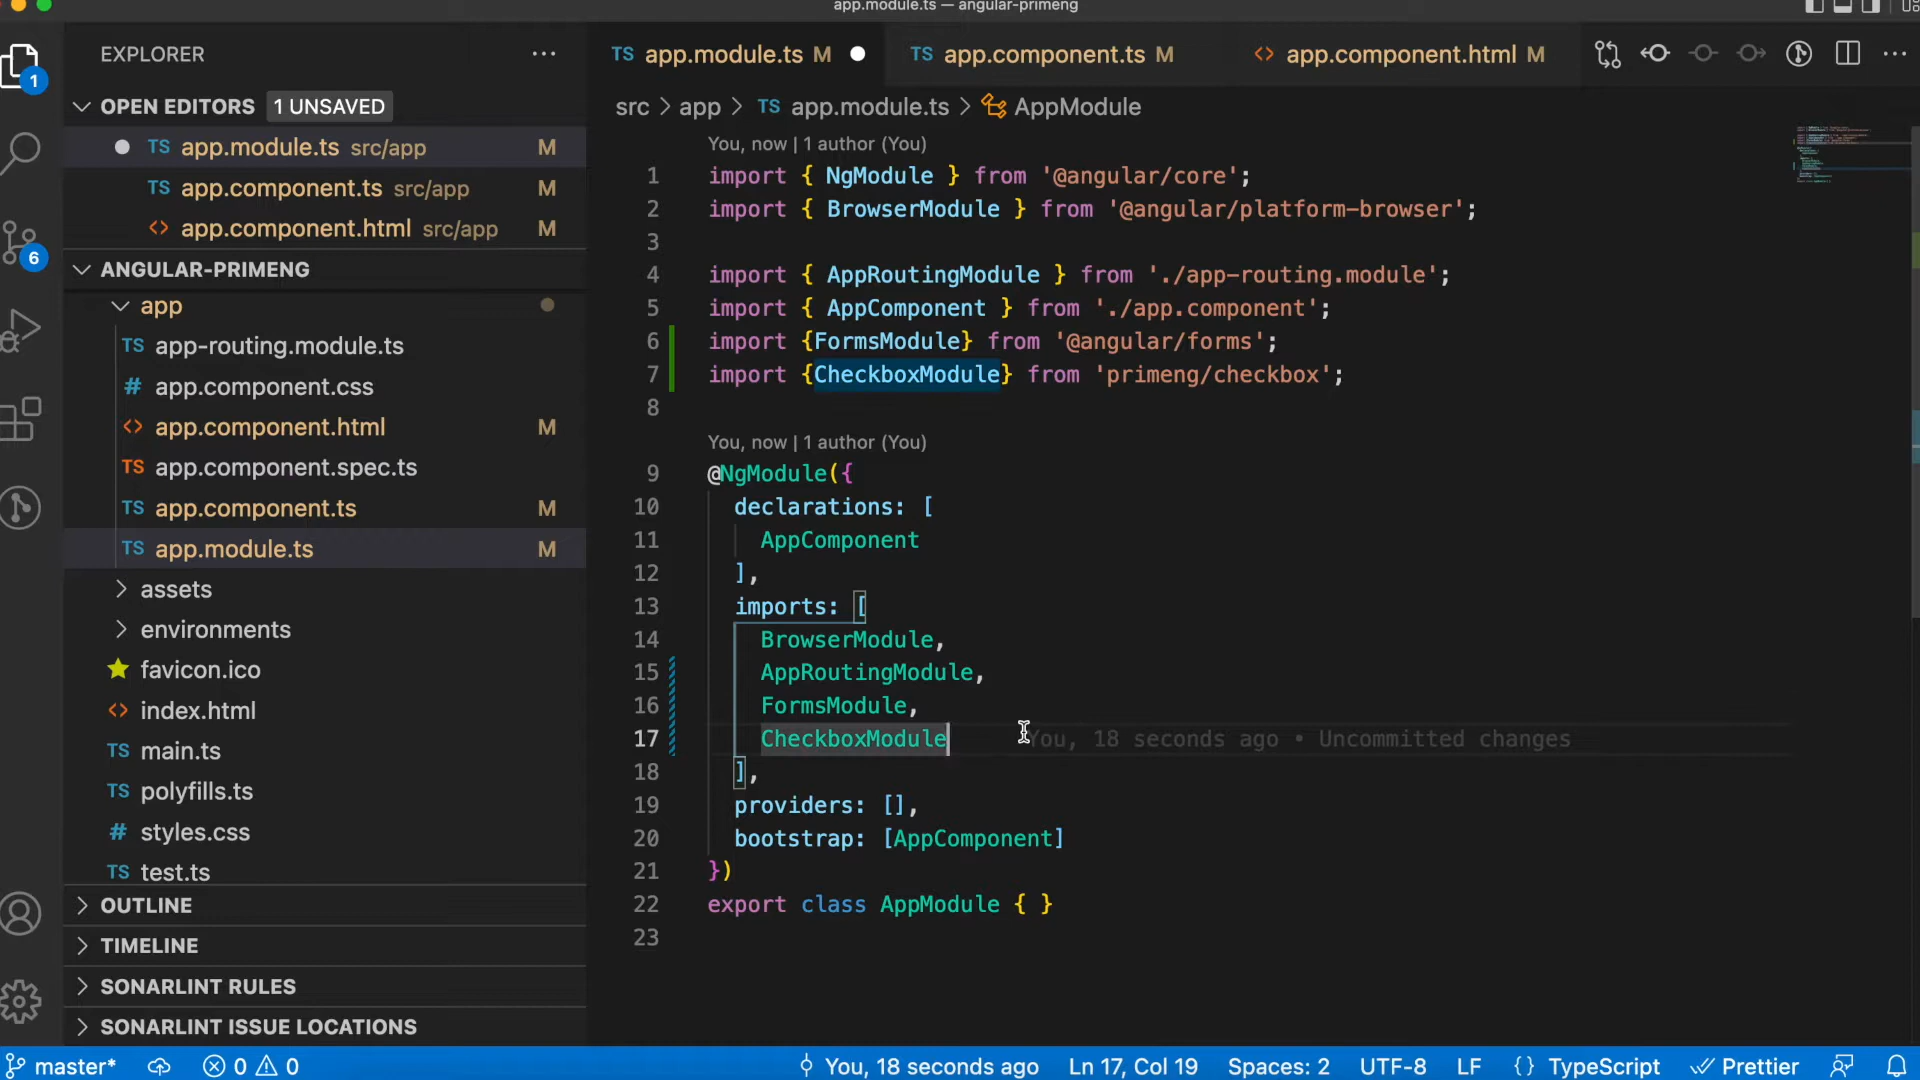 app.module.ts — angular-primeng
EXPLORER
1
OPEN EDITORS 1 UNSAVED
TS app.module.ts src/app M
TS app.component.ts src/app M
<> app.component.html src/app M
6
ANGULAR-PRIMENG
app
TS app-routing.module.ts
# app.component.css
<> app.component.html M
TS app.component.spec.ts
TS app.component.ts M
TS app.module.ts M
assets
environments
favicon.ico
<> index.html
TS main.ts
TS polyfills.ts
# styles.css
TS test.ts
OUTLINE
TIMELINE
SONARLINT RULES
SONARLINT ISSUE LOCATIONS
TS app.module.ts M TS app.component.ts M <> app.component.html M
src > app > TS app.module.ts > AppModule
You, now | 1 author (You)
1 import { NgModule } from '@angular/core';
2 import { BrowserModule } from '@angular/platform-browser';
3
4 import { AppRoutingModule } from './app-routing.module';
5 import { AppComponent } from './app.component';
6 import {FormsModule} from '@angular/forms';
7 import {CheckboxModule} from 'primeng/checkbox';
8
You, now | 1 author (You)
9 @NgModule({
10 declarations: [
11 AppComponent
12 ],
13 imports: [
14 BrowserModule,
15 AppRoutingModule,
16 FormsModule,
17 CheckboxModule You, 18 seconds ago • Uncommitted changes
18 ],
19 providers: [],
20 bootstrap: [AppComponent]
21 })
22 export class AppModule { }
23
master* 0 0 You, 18 seconds ago Ln 17, Col 19 Spaces: 2 UTF-8 LF {} TypeScript Prettier